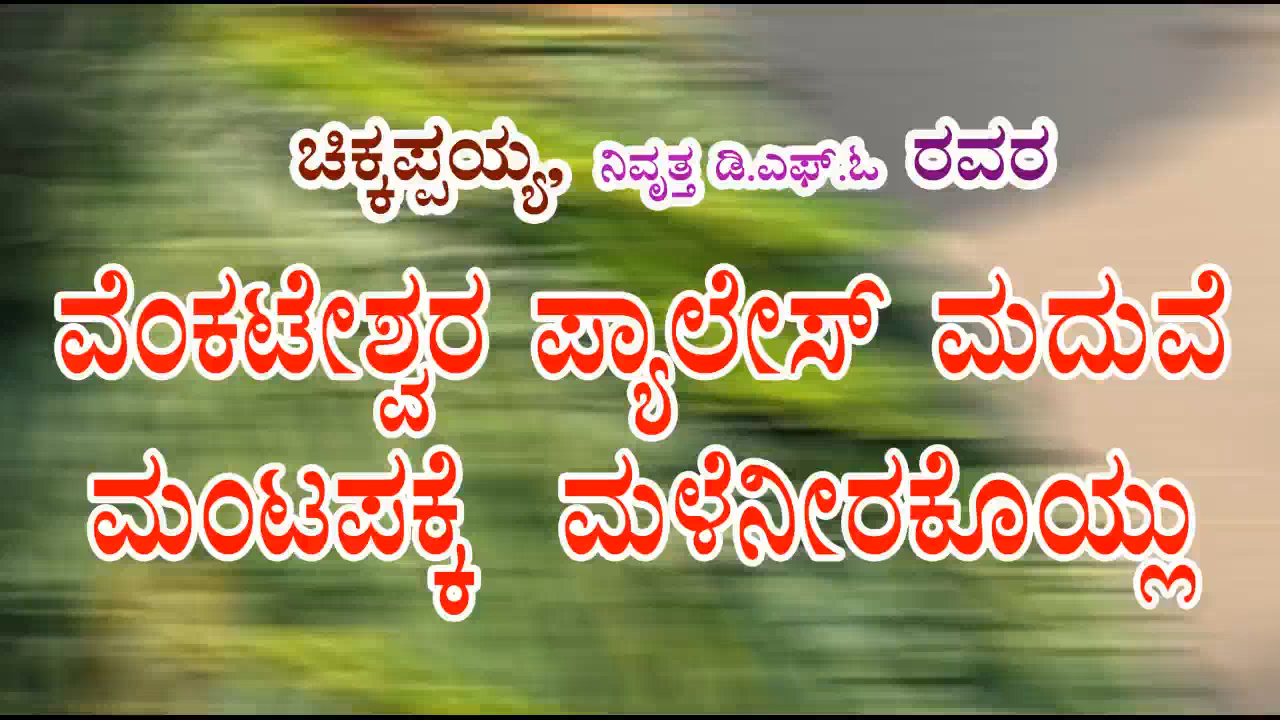 ಚಿಕ್ಕಪ್ಪಯ್ಯ, ನಿವೃತ್ತ ಡಿ.ಎಫ್.ಓ ರವರ
ವೆಂಕಟೇಶ್ವರ ಪ್ಯಾಲೇಸ್ ಮದುವೆ
ಮಂಟಪಕ್ಕೆ ಮಳೆನೀರಕೊಯ್ಲು